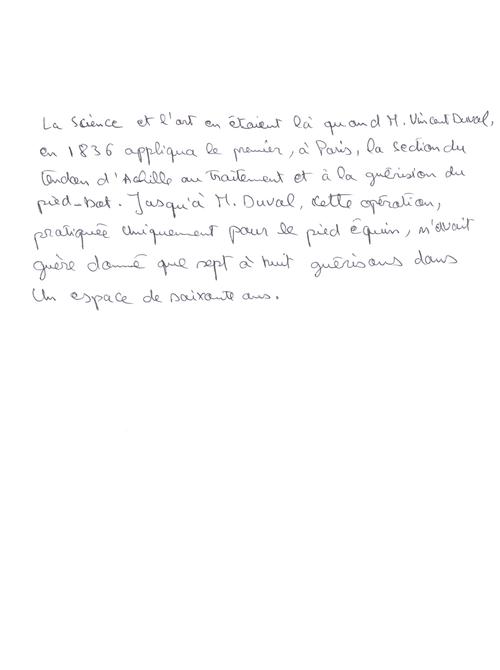 La Science et l'art en étaient là quand M. Vincent Duval,
en 1836 appliqua le premier, à Paris, la section du
tendon d'Achille au traitement et à la guérison du
pied-bot. Jusqu'à M. Duval, cette opération,
pratiquée uniquement pour le pied équin, n'avait
guère donné que sept à huit guérisons dans
un espace de soixante ans.